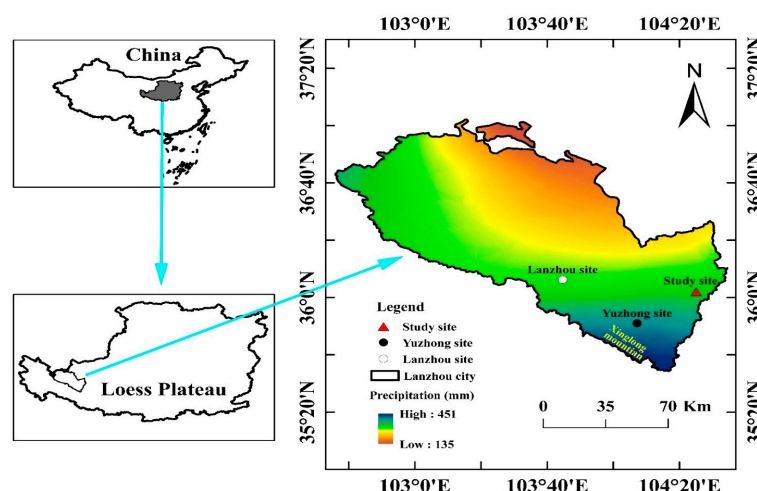 China
Loess Plateau
103°0'E 103°40'E 104°20'E
37°20'N
36°40'N
36°0'N
35°20'N
37°20'N
36°40'N
36°0'N
35°20'N
N
Lanzhou site
Study site
Yuzhong site
Xinglong
mountian
Legend
Study site
Yuzhong site
Lanzhou site
Lanzhou city
Precipitation (mm)
High : 451
Low : 135
0 35 70 Km
103°0'E 103°40'E 104°20'E